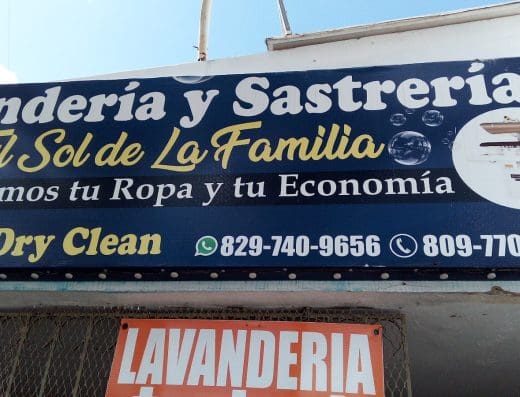 ndería y Sastrería
l Sol de La Familia
mos tu Ropa y tu Economía
Dry Clean 829-740-9656 809-770
LAVANDERIA